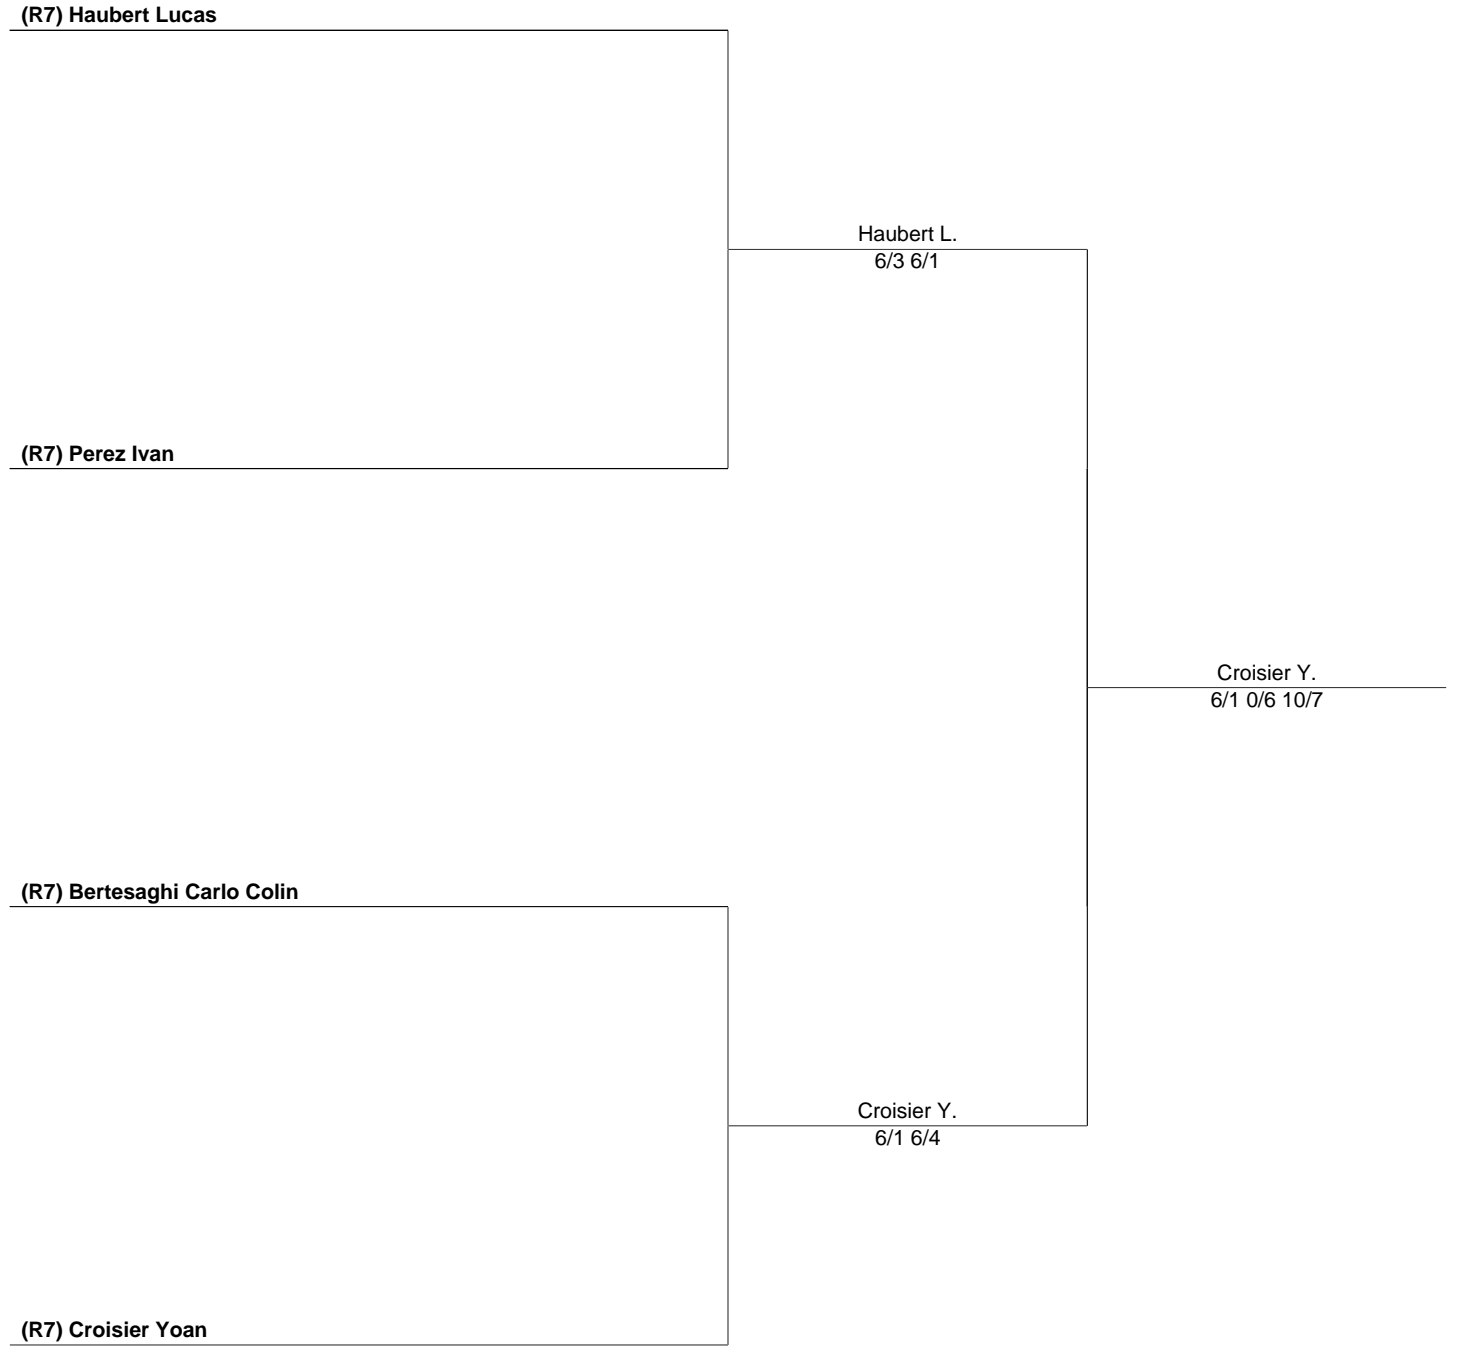 (R7) Haubert Lucas
Haubert L.
6/3 6/1
(R7) Perez Ivan
Croisier Y.
6/1 0/6 10/7
(R7) Bertesaghi Carlo Colin
Croisier Y.
6/1 6/4
(R7) Croisier Yoan